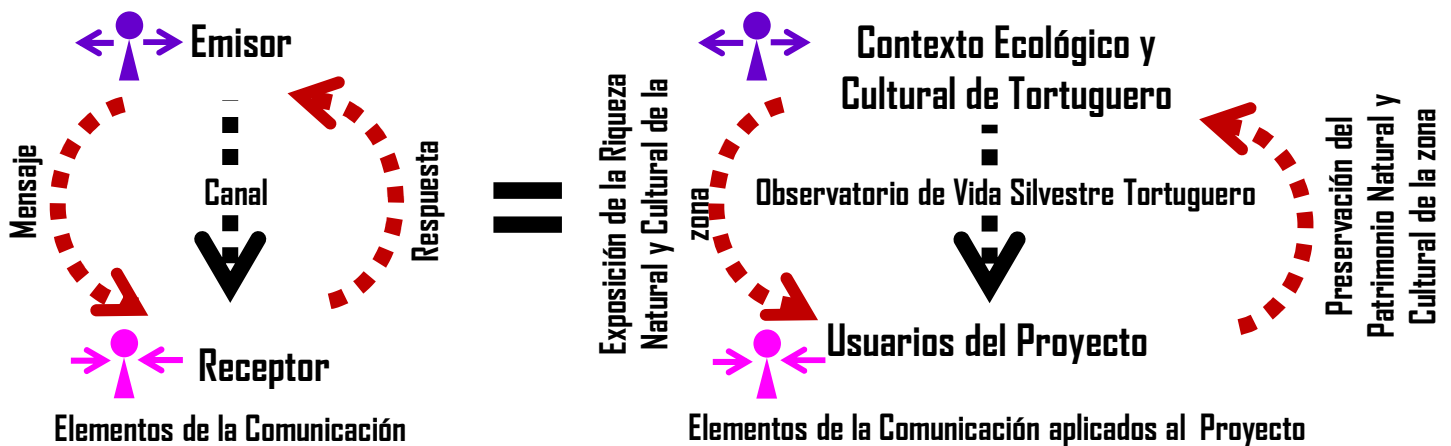 Emisor
Mensaje
Canal
Respuesta
Receptor
Elementos de la Comunicación
=
Contexto Ecológico y
Cultural de Tortuguero
Exposición de la Riqueza
Natural y Cultural de la
zona
Observatorio de Vida Silvestre Tortuguero
Preservación del
Patrimonio Natural y
Cultural de la zona
Usuarios del Proyecto
Elementos de la Comunicación aplicados al Proyecto